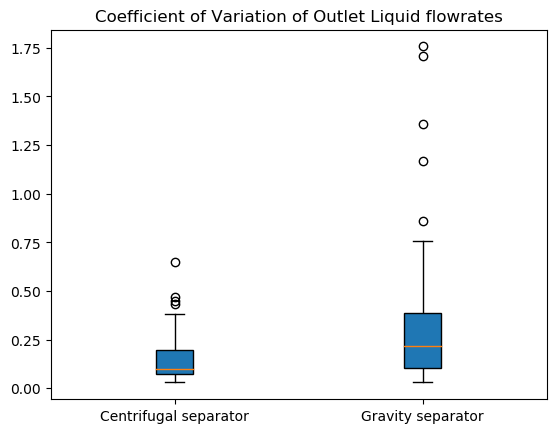 Coefficient of Variation of Outlet Liquid flowrates
1.75
1.50
1.25
1.00
0.75
0.50
0.25
0.00
Centrifugal separator
Gravity separator